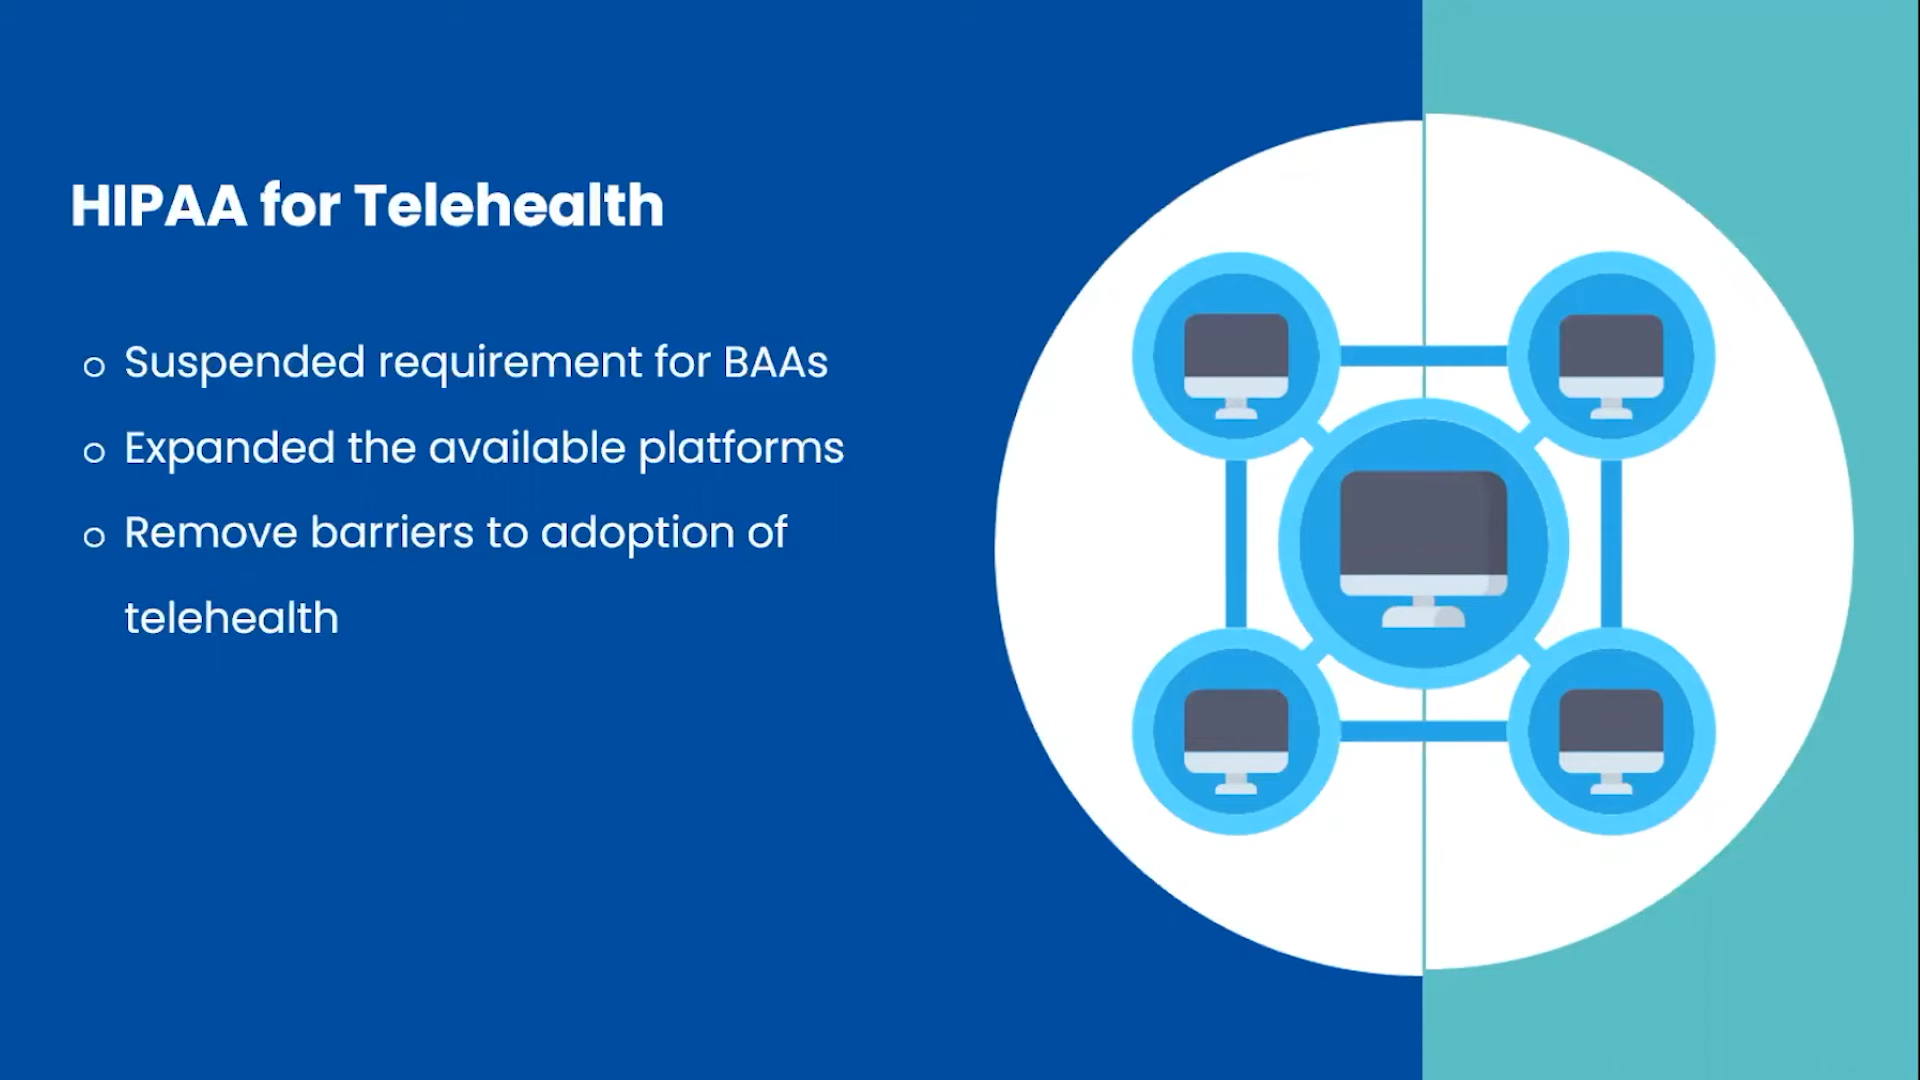 HIPAA for Telehealth
Suspended requirement for BAAs
Expanded the available platforms
Remove barriers to adoption of
telehealth